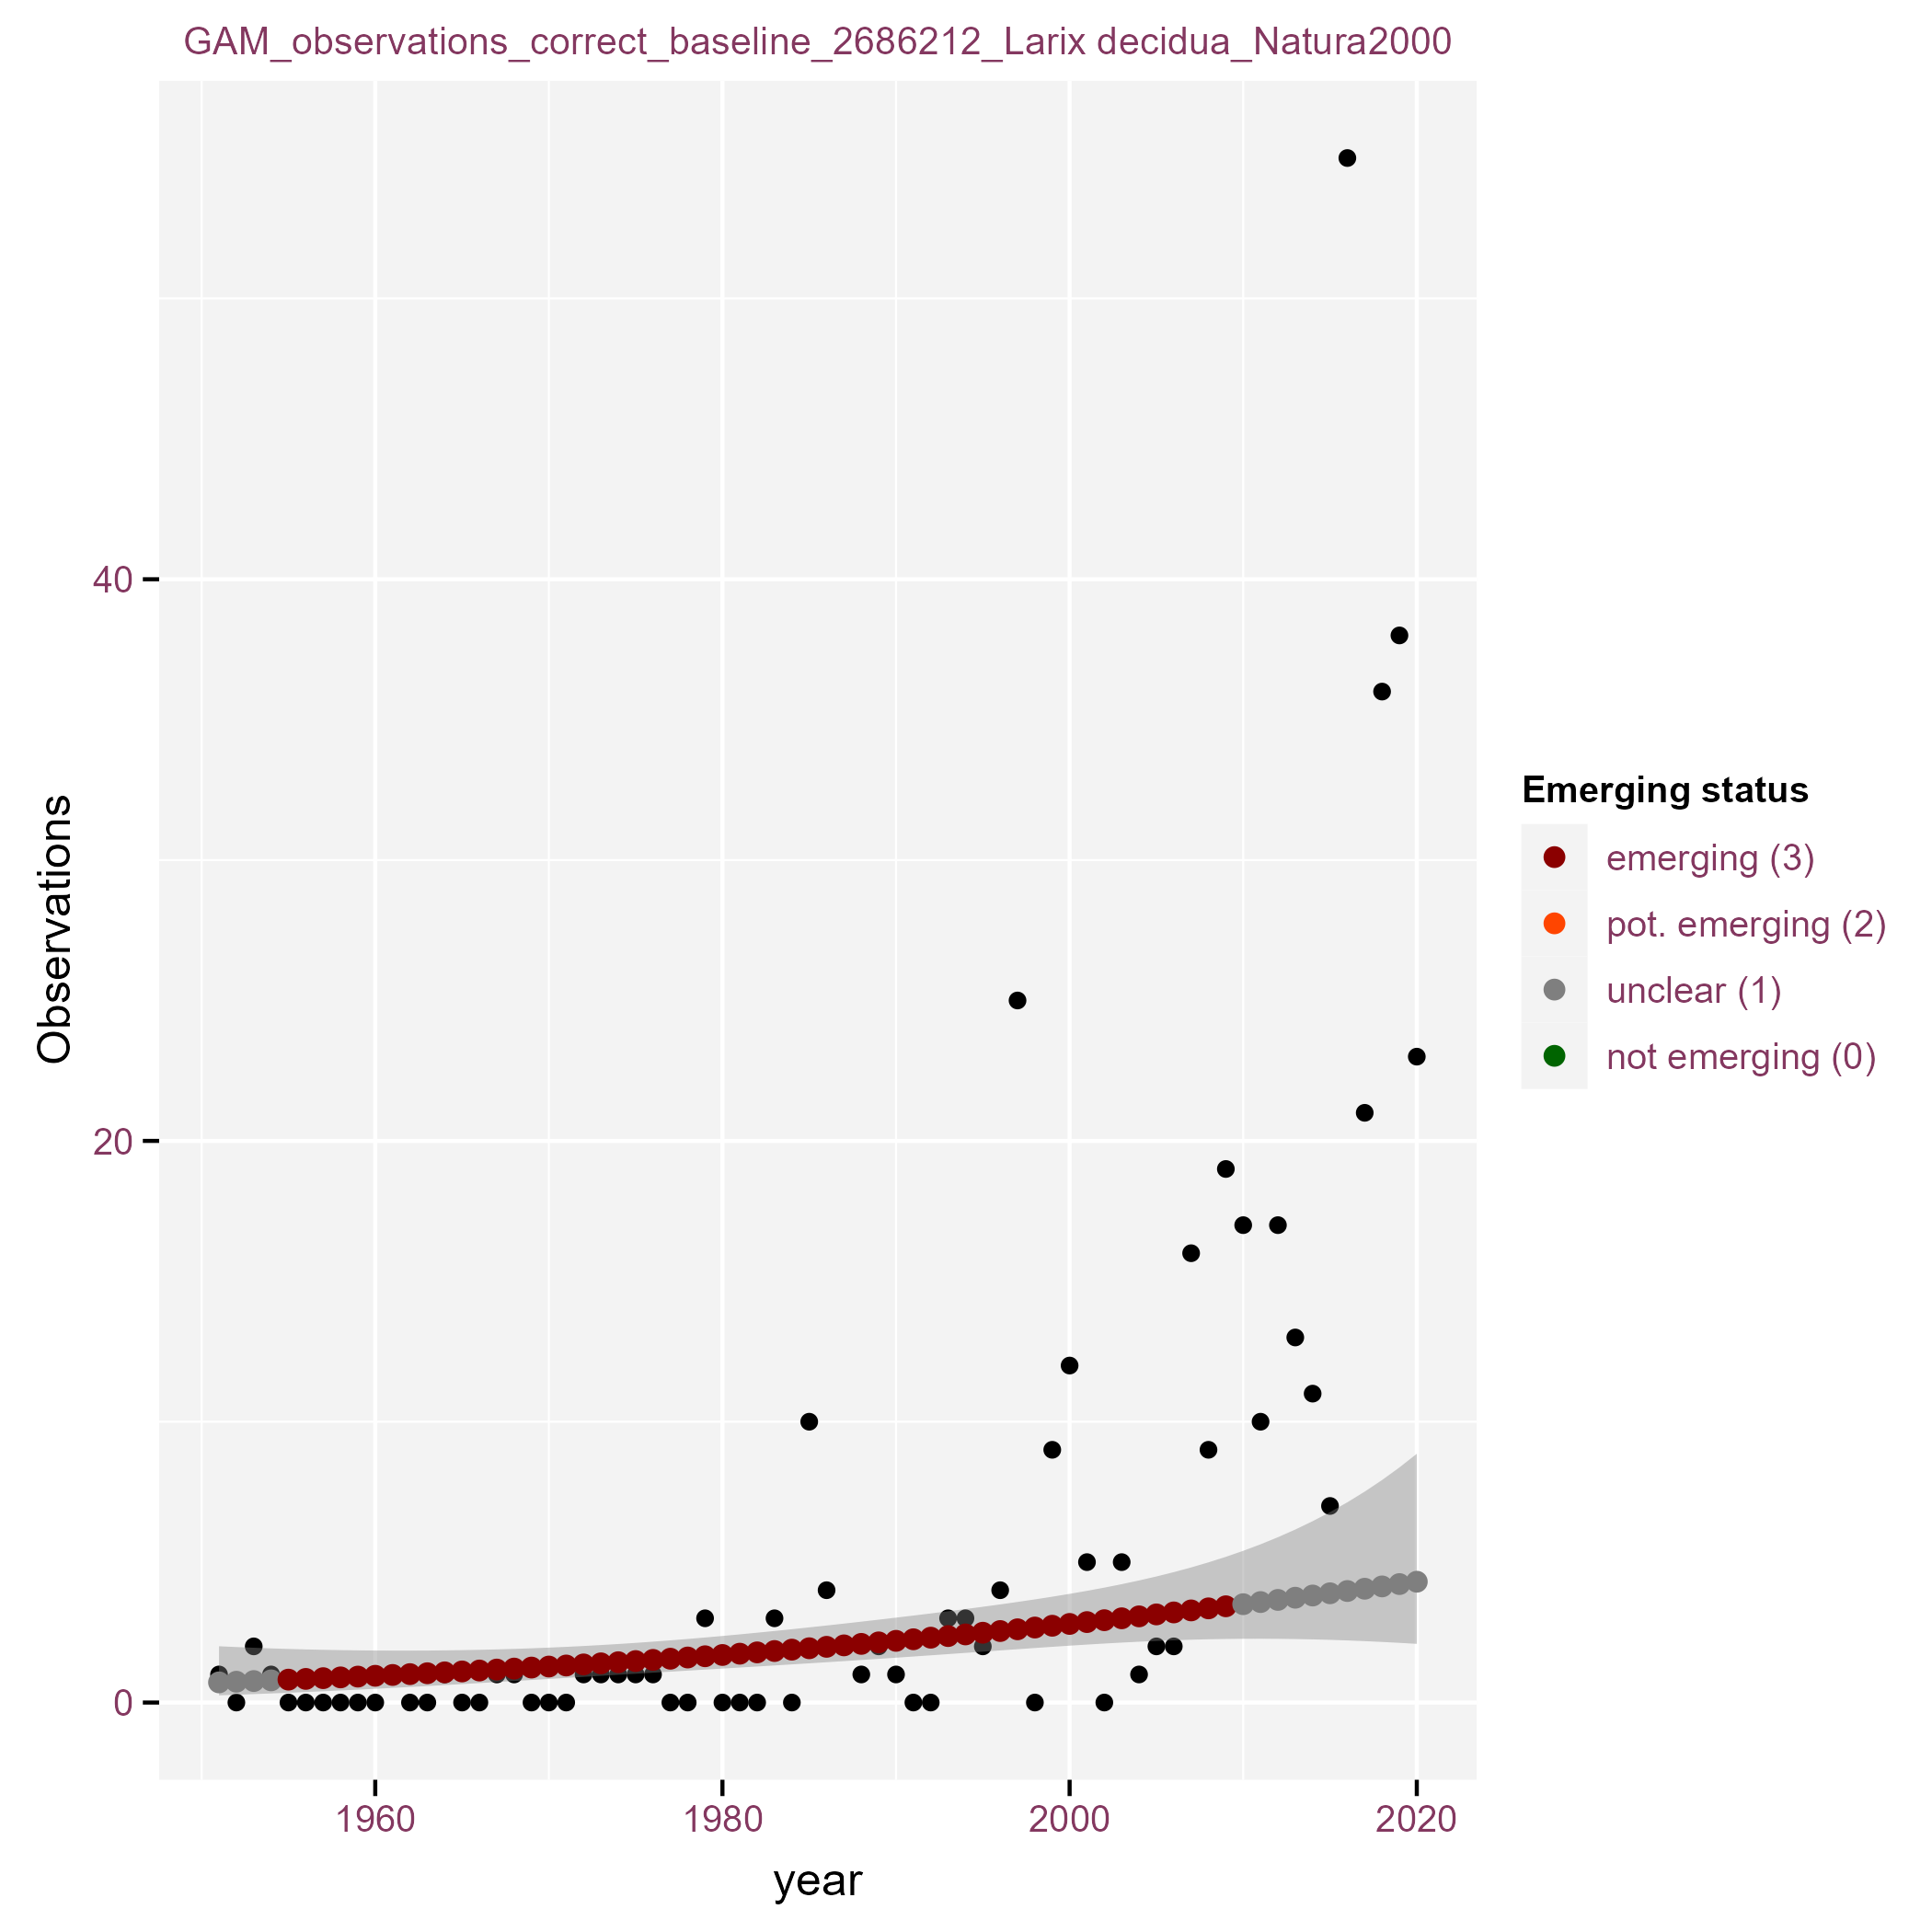 GAM_observations_correct_baseline_2686212_Larix decidua_Natura2000
Observations
40
20
0
1960
1980
2000
2020
year
Emerging status
emerging (3)
pot. emerging (2)
unclear (1)
not emerging (0)